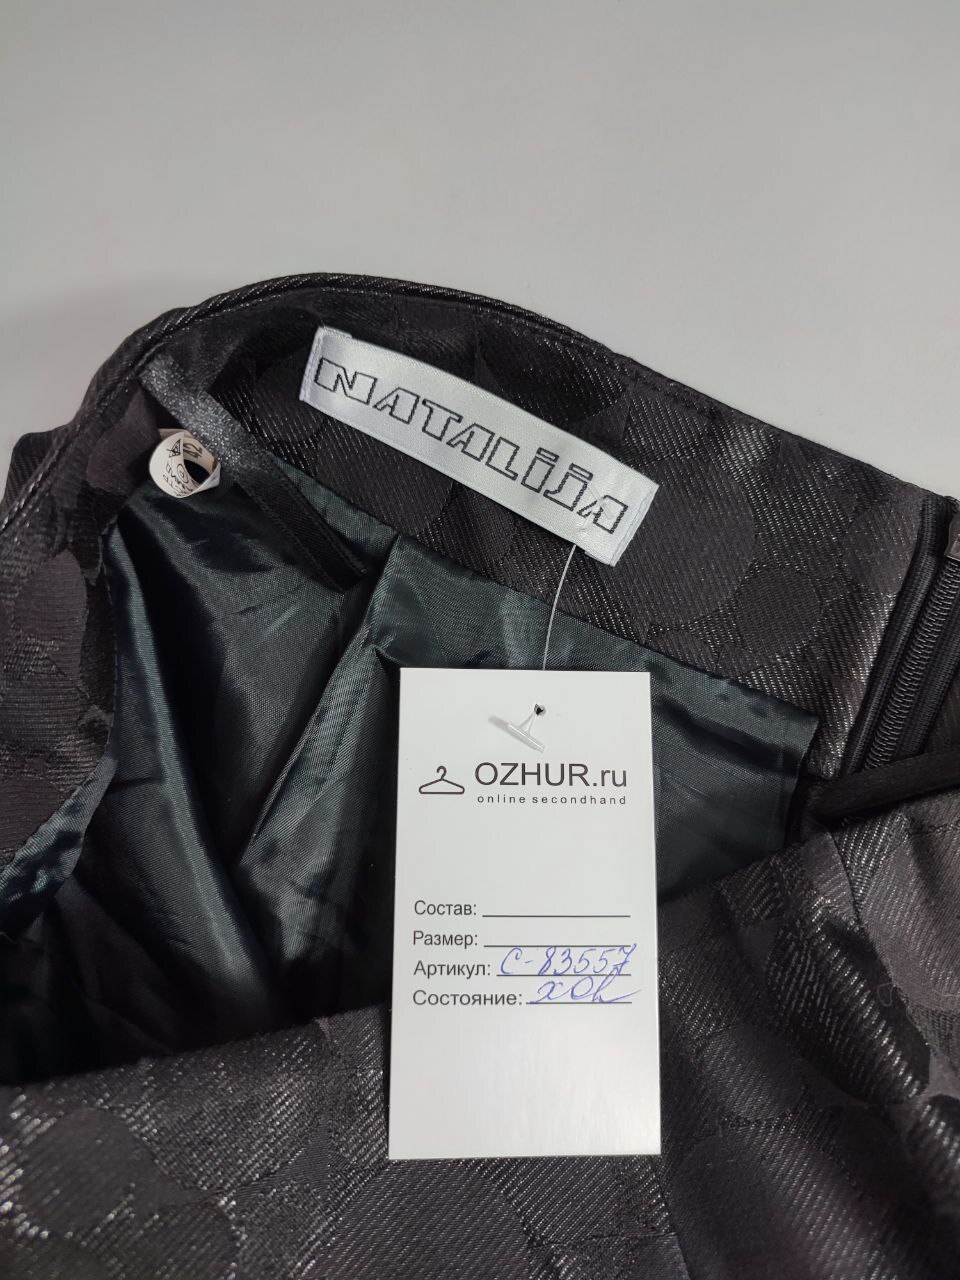 NATALIJA
OZHUR.ru
online secondhand
Состав:
Размер:
Артикул: С-83557
Состояние: хор